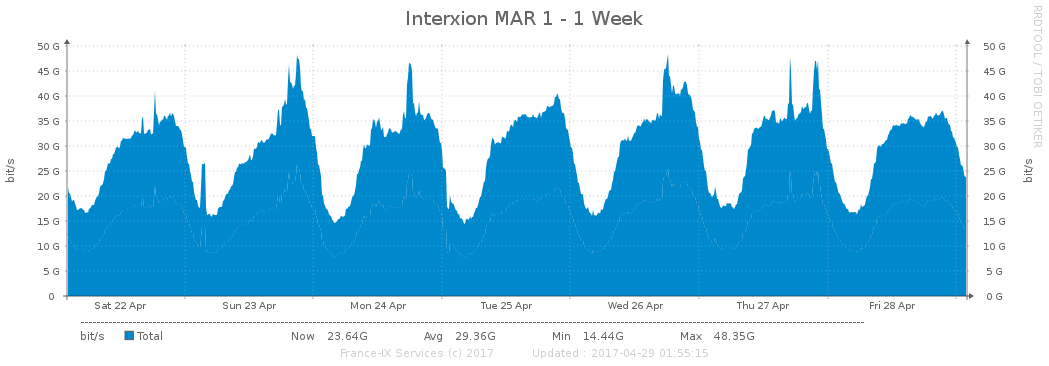 Interxion MAR 1 - 1 Week
RRDTOOL / TOBI OETIKER
bit/s
50 G
45 G
40 G
35 G
30 G
25 G
20 G
15 G
10 G
5 G
0
50 G
45 G
40 G
35 G
30 G
25 G
20 G
15 G
10 G
5 G
0 G
bit/s
Sat 22 Apr Sun 23 Apr Mon 24 Apr Tue 25 Apr Wed 26 Apr Thu 27 Apr Fri 28 Apr
bit/s Total Now 23.64G Avg 29.36G Min 14.44G Max 48.35G
France-IX Services (c) 2017 Updated : 2017-04-29 01:55:15